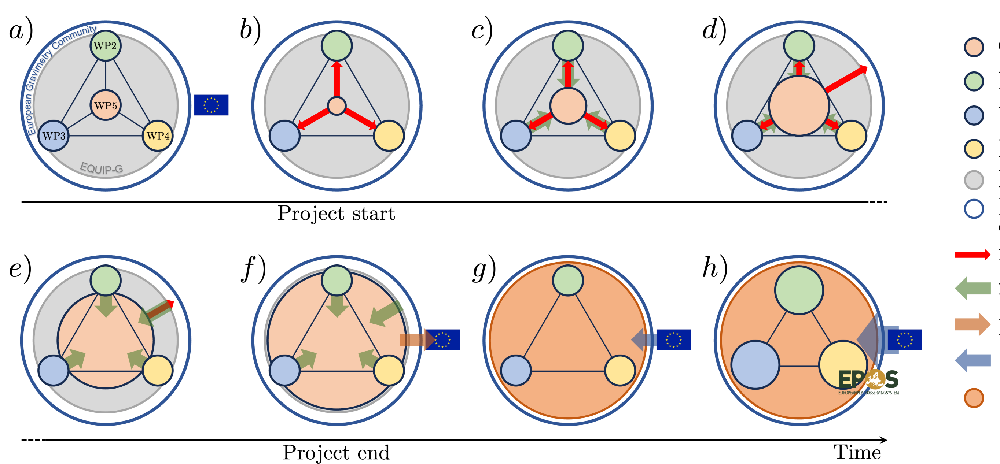 a)
b)
c)
d)
European Gravimetry Community
WP2
WP5
WP3
WP4
EQUIP-G
Project start
e)
f)
g)
h)
EPOS
EUROPEANPLATEOBSERVINGSYSTEM
Project end
Time